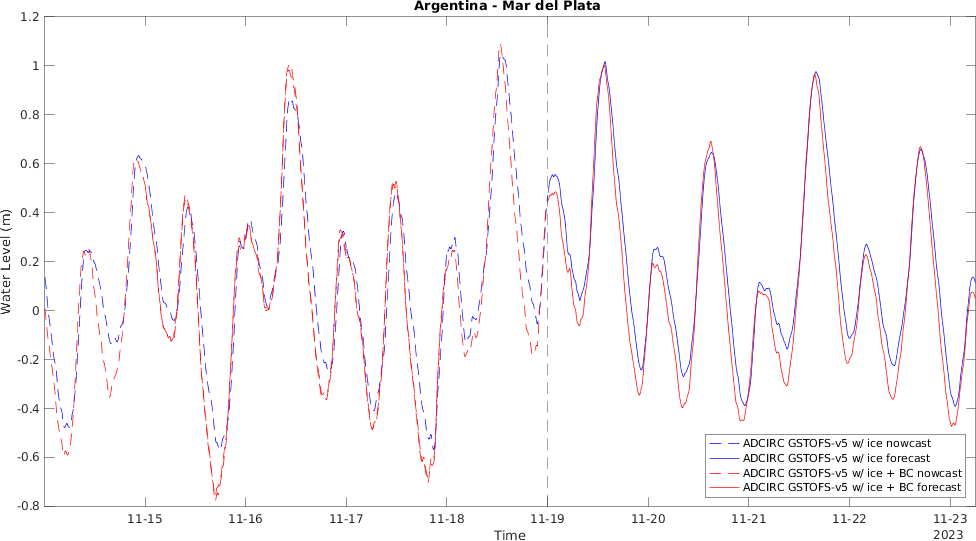 Argentina - Mar del Plata
Water Level (m)
1.2
1
0.8
0.6
0.4
0.2
0
-0.2
-0.4
-0.6
-0.8
ADCIRC GSTOFS-v5 w/ ice nowcast
ADCIRC GSTOFS-v5 w/ ice forecast
ADCIRC GSTOFS-v5 w/ ice + BC nowcast
ADCIRC GSTOFS-v5 w/ ice + BC forecast
11-15 11-16 11-17 11-18 11-19 11-20 11-21 11-22 11-23
Time 2023